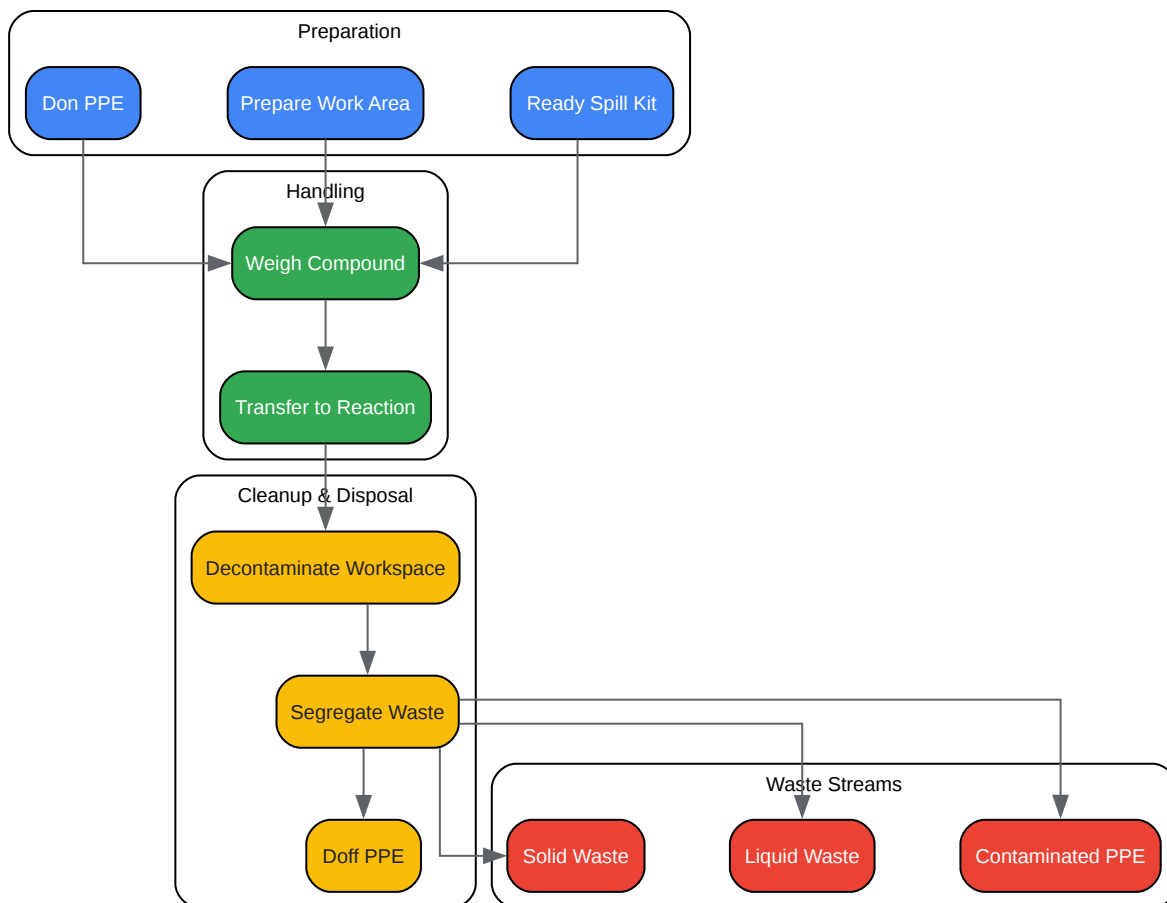 Preparation
Don PPE
Prepare Work Area
Ready Spill Kit
Handling
Weigh Compound
Transfer to Reaction
Cleanup & Disposal
Decontaminate Workspace
Segregate Waste
Waste Streams
Doff PPE
Solid Waste
Liquid Waste
Contaminated PPE